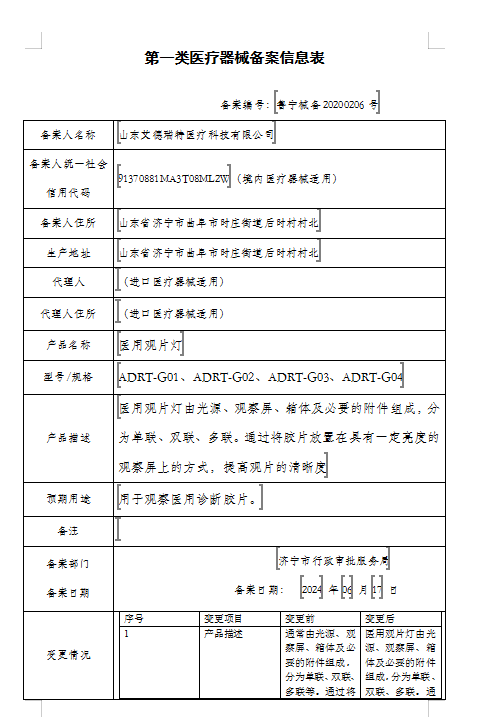 第一类医疗器械备案信息表
备案编号：鲁宁械备20200206 号
备案人名称 山东艾德瑞特医疗科技有限公司
备案人统一社会
信用代码
91370881MA3T08ML2W（境内医疗器械适用）
备案人住所 山东省济宁市曲阜市时庄街道后时村村北
生产地址 山东省济宁市曲阜市时庄街道后时村村北
代理人 （进口医疗器械适用）
代理人住所 （进口医疗器械适用）
产品名称 医用观片灯
型号/规格 ADRT-G01、ADRT-G02、ADRT-G03、ADRT-G04
产品描述
医用观片灯由光源、观察屏、箱体及必要的附件组成，分
为单联、双联、多联。通过将胶片放置在具有一定亮度的
观察屏上的方式，提高观片的清晰度
预期用途 用于观察医用诊断胶片。
备注
备案部门
备案日期
济宁市行政审批服务局
备案日期： 2024 年 06 月 17 日
变更情况
序号 变更项目 变更前 变更后
1 产品描述
通常由光源、观
察屏、箱体及必
要的附件组成，
分为单联、双联、
多联等。通过将
医用观片灯由光
源、观察屏、箱
体及必要的附件
组成，分为单联、
双联、多联。通